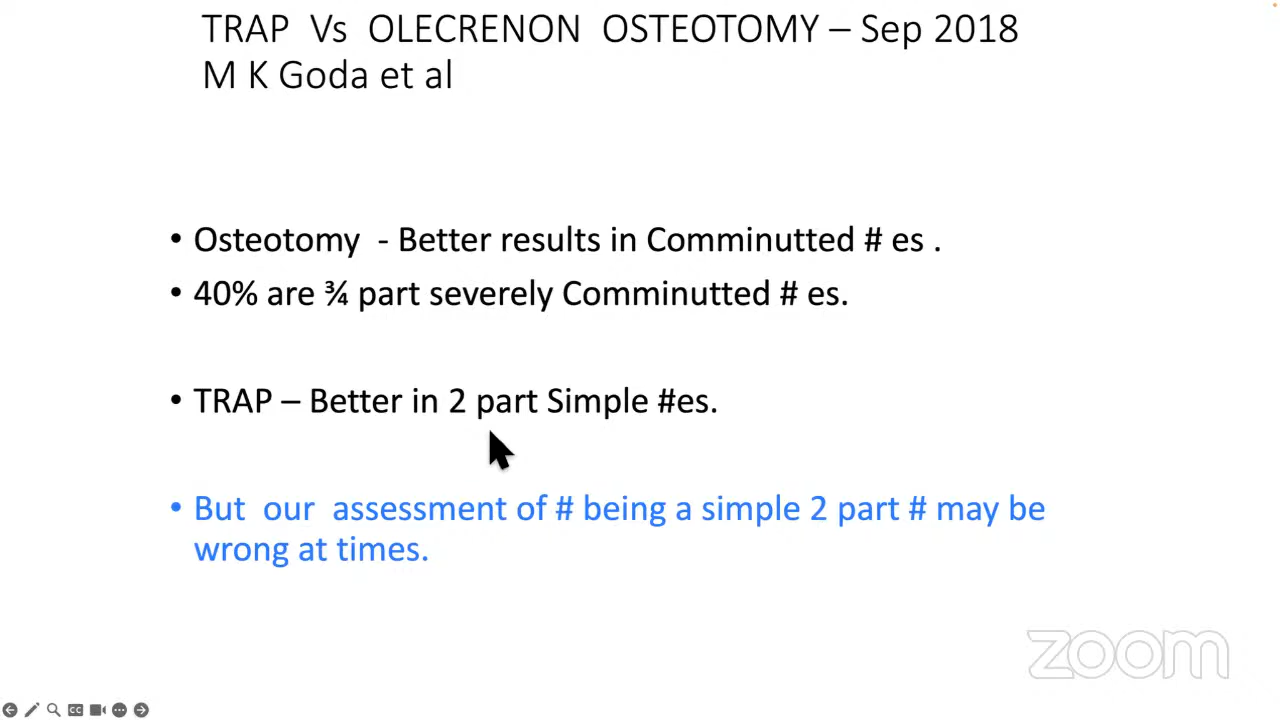 TRAP Vs OLECRENON OSTEOTOMY – Sep 2018
M K Goda et al
• Osteotomy - Better results in Comminutted # es .
• 40% are ¾ part severely Comminutted # es.
• TRAP – Better in 2 part Simple #es.
• But our assessment of # being a simple 2 part # may be
wrong at times.
zoom